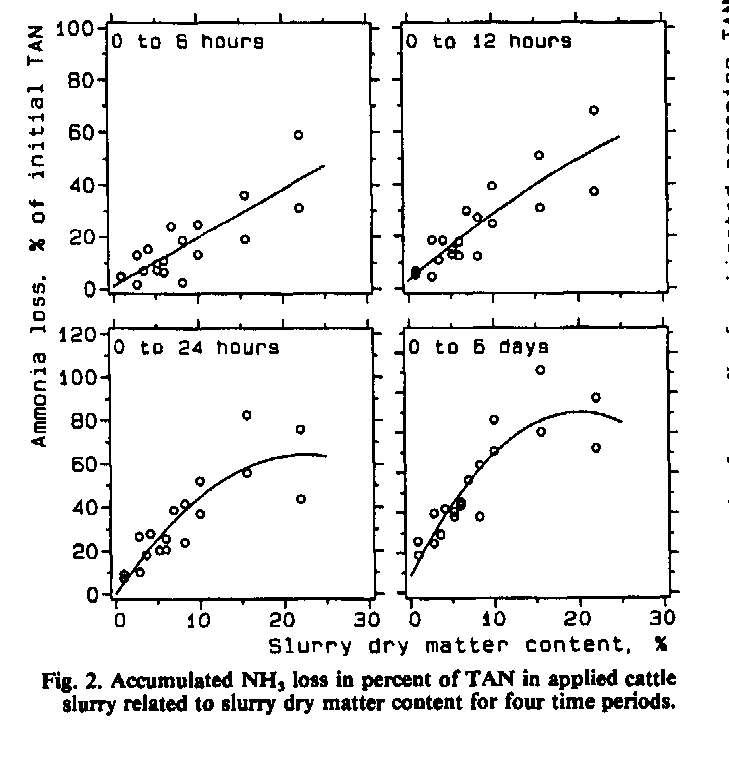 Ammonia loss, % of initial TAN
100
80
60
40
20
0
0 to 6 hours
0 to 12 hours
120
100
80
60
40
20
0
0 to 24 hours
0 to 6 days
0 10 20 30 0 10 20 30
Slurry dry matter content, %
Fig. 2. Accumulated NH₃ loss in percent of TAN in applied cattle
slurry related to slurry dry matter content for four time periods.